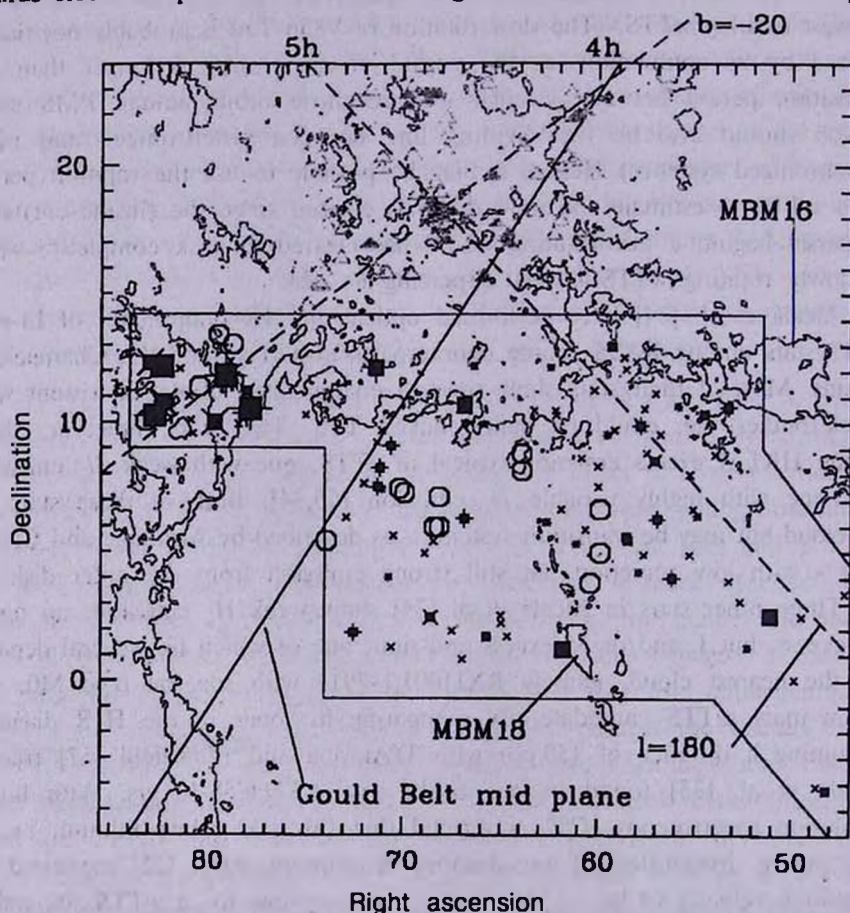 b=-20
5h 4h
20
MBM16
10
Declination
0
MBM18
l=180
Gould Belt mid plane
80 70 60 50
Right ascension